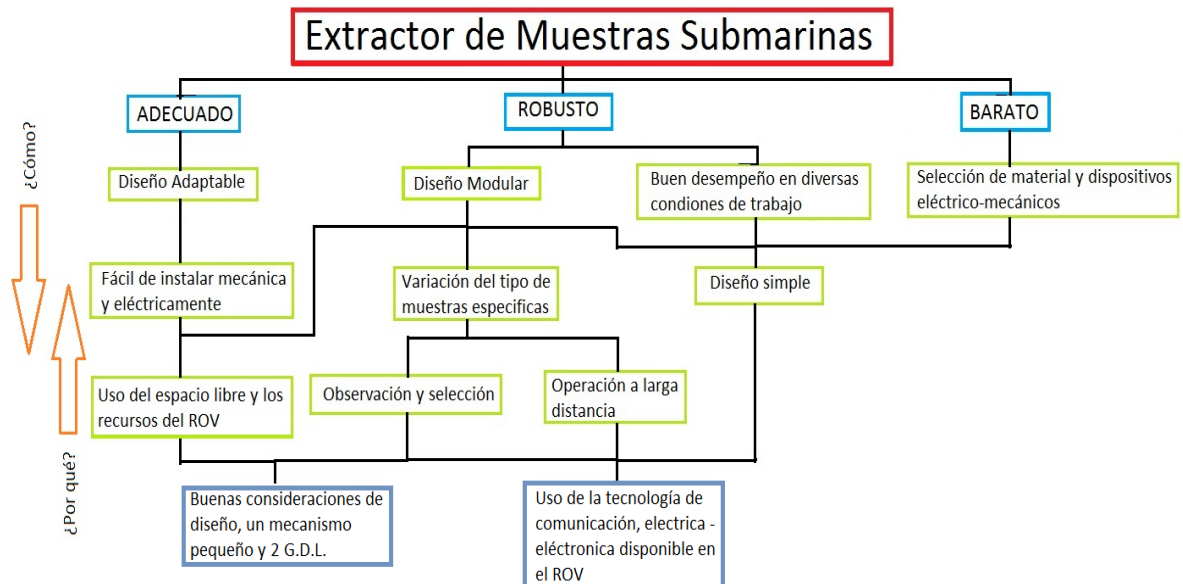 Extractor de Muestras Submarinas
ADECUADO
ROBUSTO
BARATO
¿Cómo?
Diseño Adaptable
Diseño Modular
Buen desempeño en diversas
condiones de trabajo
Selección de material y dispositivos
eléctrico-mecánicos
Fácil de instalar mecánica
y eléctricamente
Variación del tipo de
muestras especificas
Diseño simple
Uso del espacio libre y los
recursos del ROV
Observación y selección
Operación a larga
distancia
¿Por qué?
Buenas consideraciones de
diseño, un mecanismo
pequeño y 2 G.D.L.
Uso de la tecnología de
comunicación, electrica -
eléctronica disponible en
el ROV